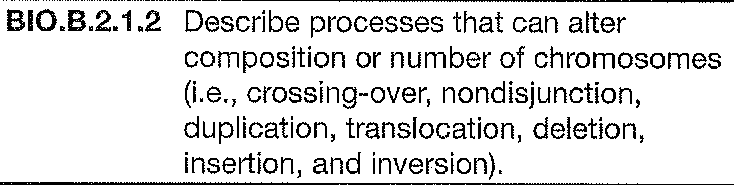 BIO.B.2.1.2 Describe processes that can alter
composition or number of chromosomes
(i.e., crossing-over, nondisjunction,
duplication, translocation, deletion,
insertion, and inversion).